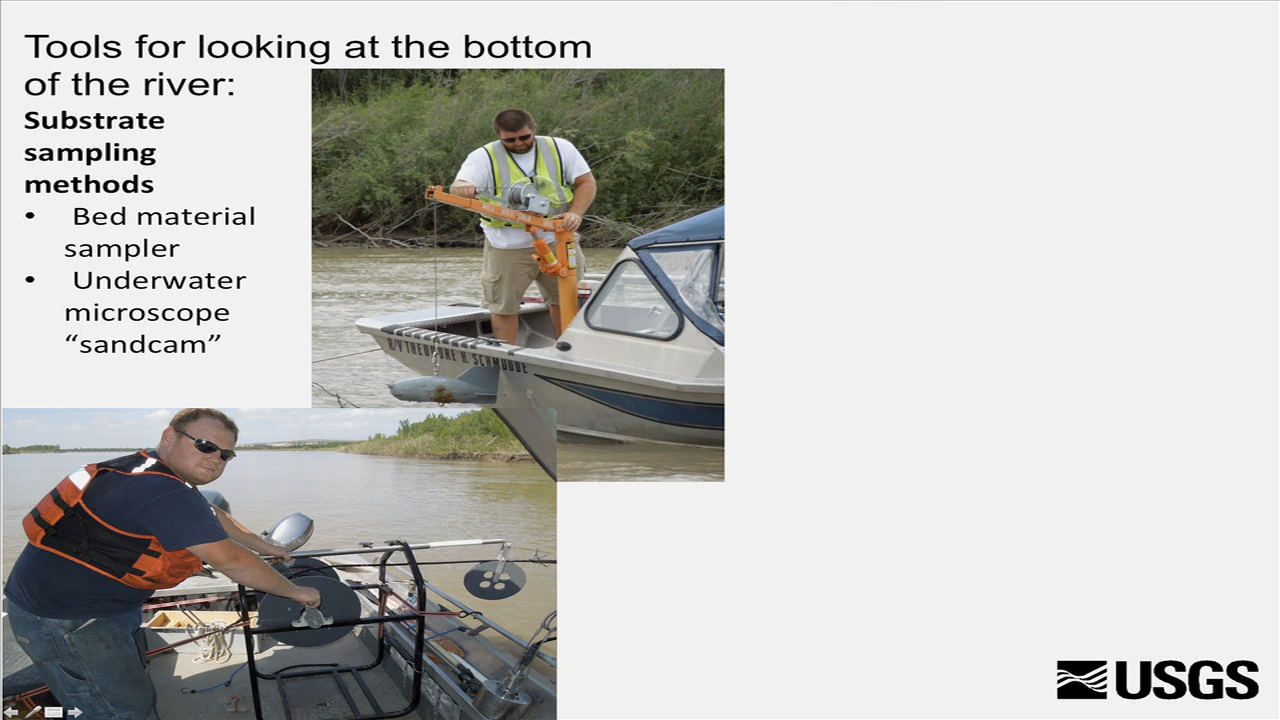 Tools for looking at the bottom
of the river:
Substrate
sampling
methods
• Bed material
sampler
• Underwater
microscope
“sandcam”
R/V THEODORE H. SCHMUDDE
USGS